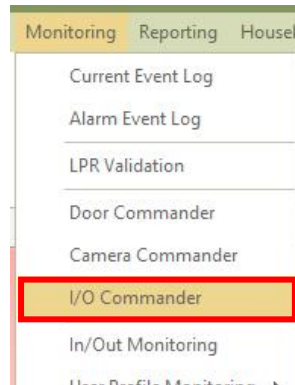 Monitoring Reporting
Current Event Log
Alarm Event Log
LPR Validation
Door Commander
Camera Commander
I/O Commander
In/Out Monitoring